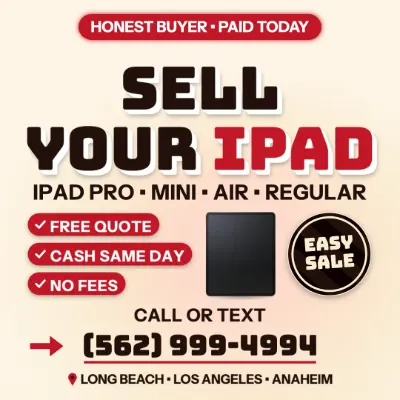 HONEST BUYER • PAID TODAY
SELL
YOUR IPAD
IPAD PRO • MINI • AIR • REGULAR
FREE QUOTE
CASH SAME DAY
NO FEES
EASY
SALE
CALL OR TEXT
(562) 999-4994
LONG BEACH • LOS ANGELES • ANAHEIM